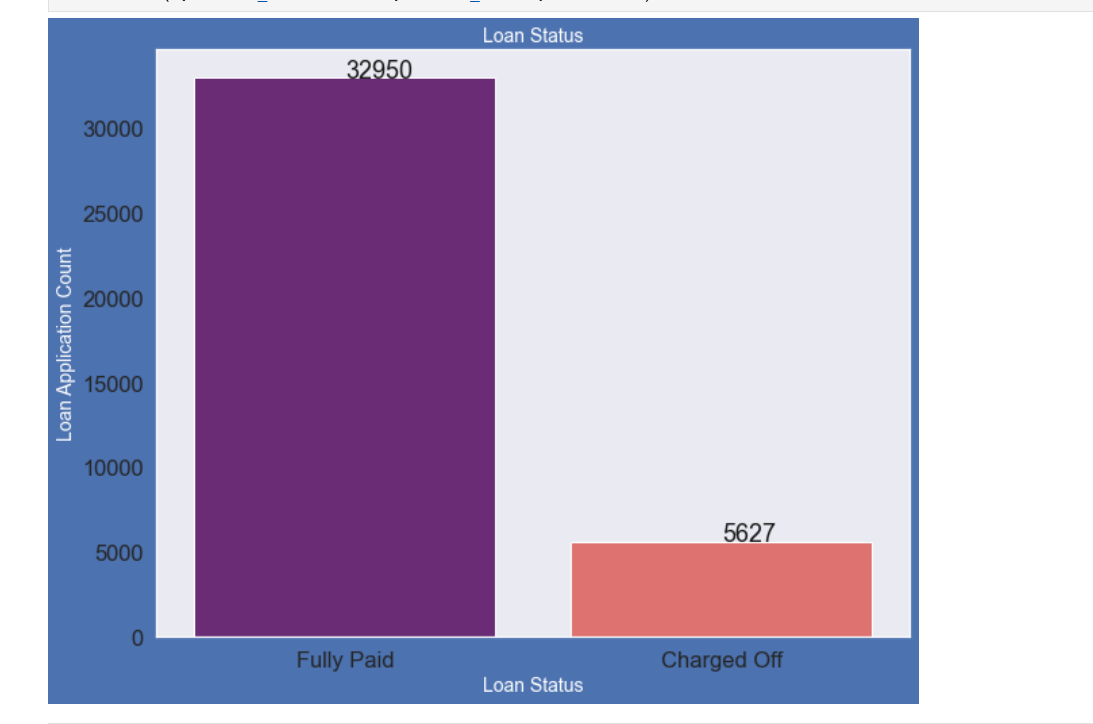 Loan Status
32950
30000
25000
20000
15000
10000
5000
0
Loan Application Count
5627
Fully Paid
Charged Off
Loan Status